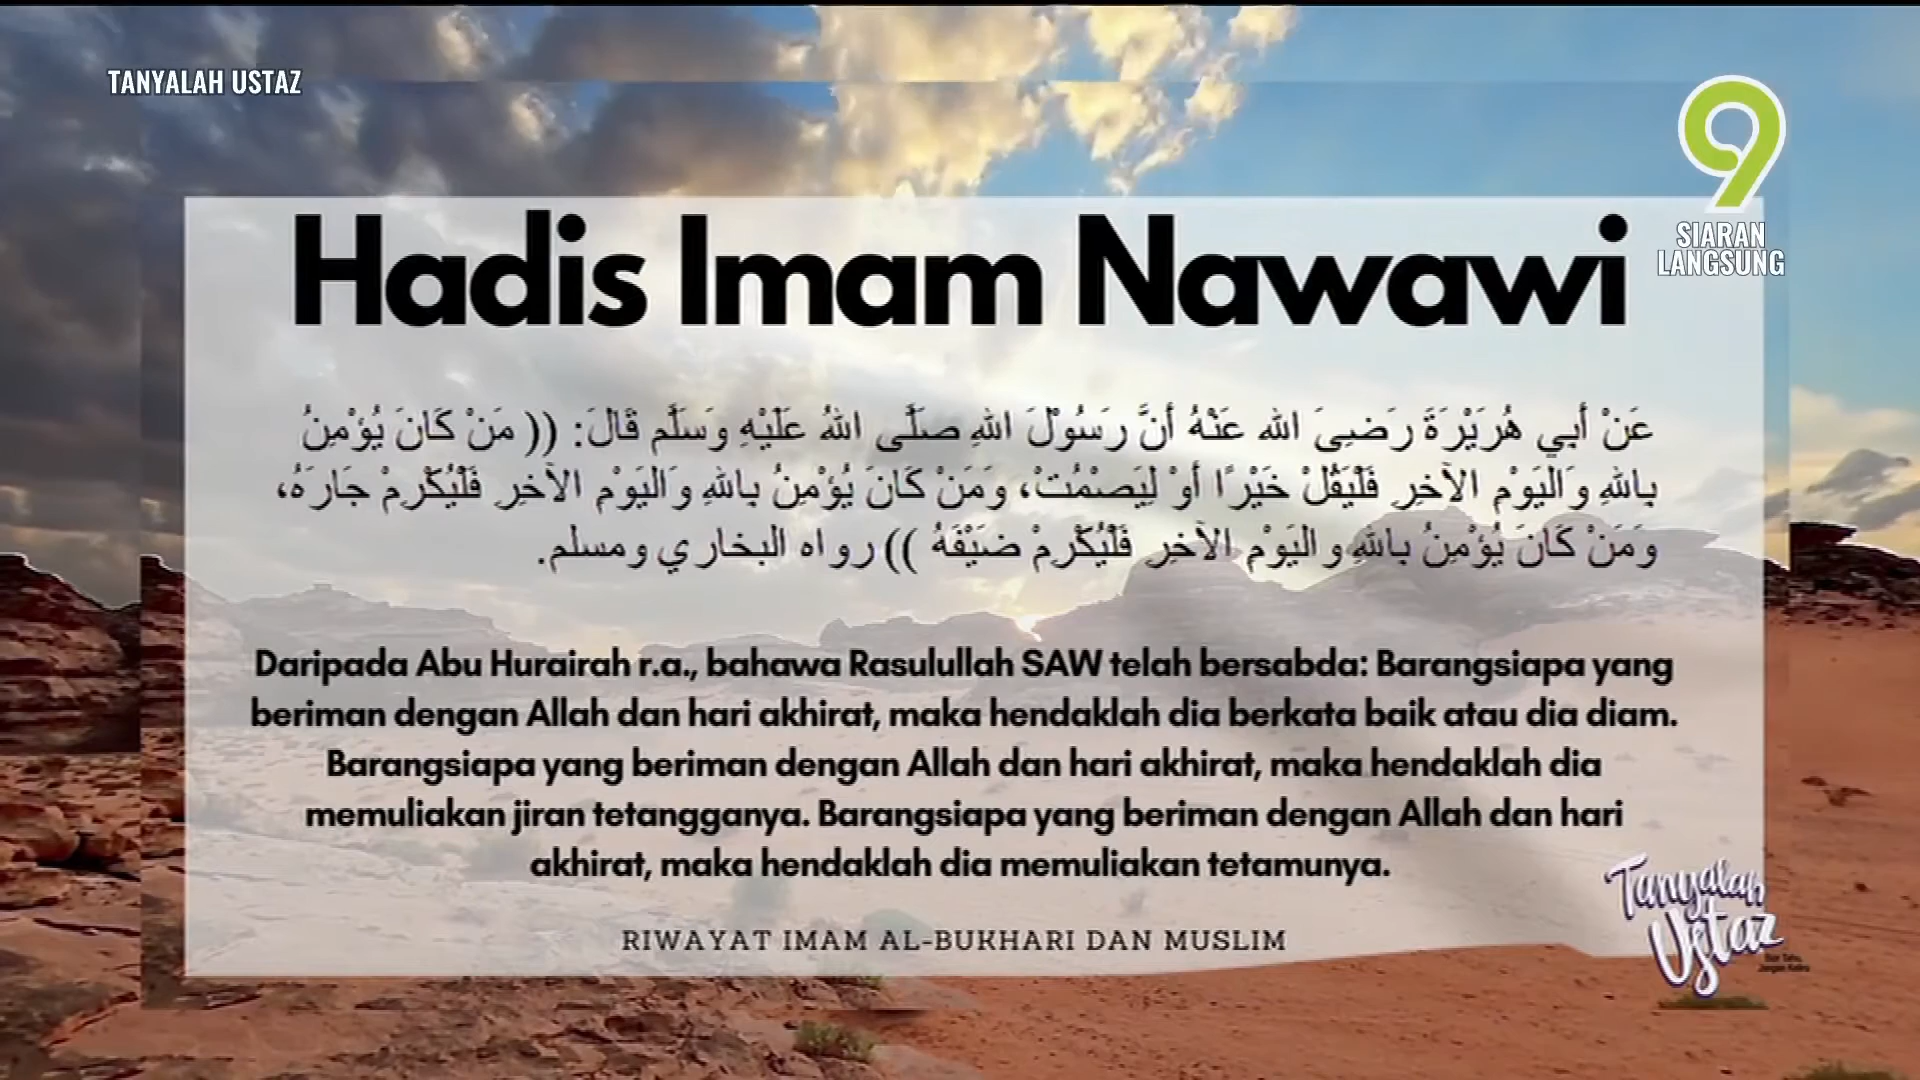 TANYALAH USTAZ
9
SIARAN
LANGSUNG
Hadis Imam Nawawi
عَنْ أَبِي هُرَيْرَةَ رَضِىَ الله عَنْهُ أَنَّ رَسُوْلَ اللهِ صَلَّى اللهُ عَلَيْهِ وَسَلَّم قَالَ: (( مَنْ كَانَ يُؤْمِنُ
بِاللهِ وَاليَوْمِ الآخِرِ فَلْيَقُلْ خَيْرًا أَوْ لِيَصْمُتْ، وَمَنْ كَانَ يُؤْمِنُ بِاللهِ وَاليَوْمِ الآخِرِ فَلْيُكْرِمْ جَارَهُ،
وَمَنْ كَانَ يُؤْمِنُ بِاللهِ و اليَوْمِ الآخِرِ فَلْيُكْرِمْ ضَيْفَهُ )) رواه البخاري ومسلم.
Daripada Abu Hurairah r.a., bahawa Rasulullah SAW telah bersabda: Barangsiapa yang
beriman dengan Allah dan hari akhirat, maka hendaklah dia berkata baik atau dia diam.
Barangsiapa yang beriman dengan Allah dan hari akhirat, maka hendaklah dia
memuliakan jiran tetangganya. Barangsiapa yang beriman dengan Allah dan hari
akhirat, maka hendaklah dia memuliakan tetamunya.
RIWAYAT IMAM AL-BUKHARI DAN MUSLIM
Tanyalah
Ustaz